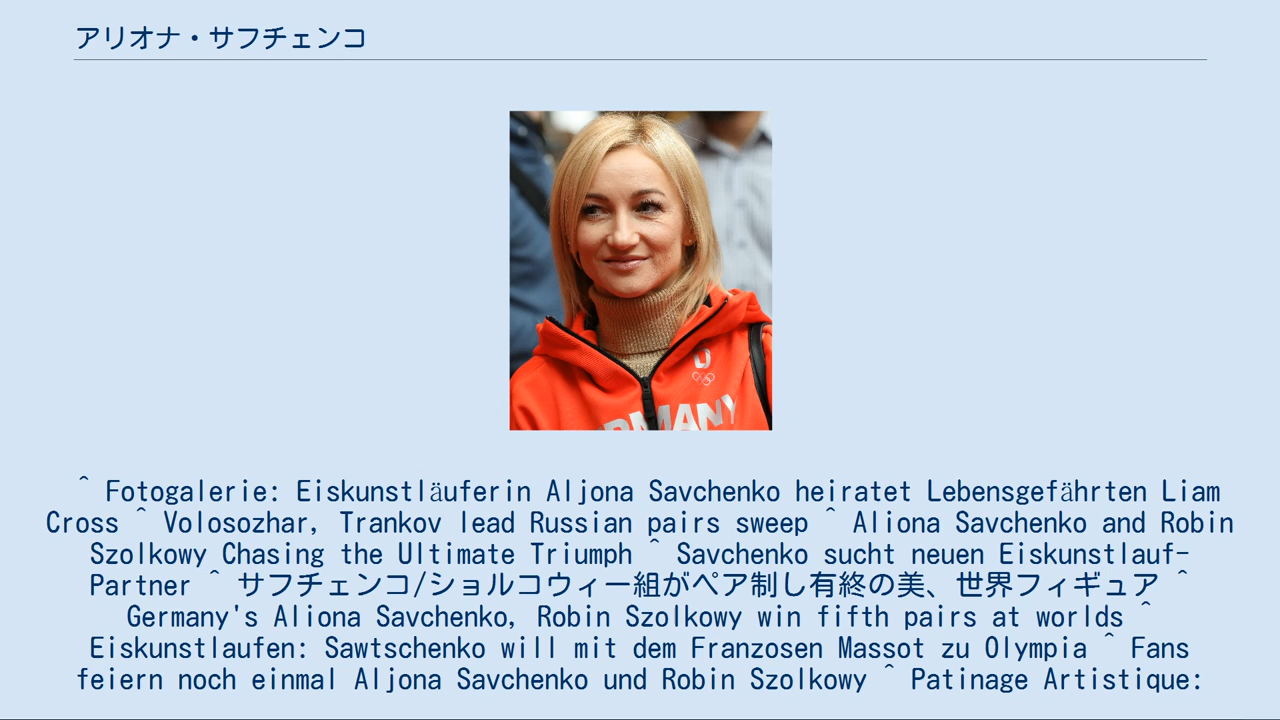 アリオナ・サフチェンコ
RMANY
^ Fotogalerie: Eiskunstläuferin Aljona Savchenko heiratet Lebensgefährten Liam
Cross ^ Volosozhar, Trankov lead Russian pairs sweep ^ Aliona Savchenko and Robin
Szolkowy Chasing the Ultimate Triumph ^ Savchenko sucht neuen Eiskunstlauf-
Partner ^ サフチェンコ/ショルコウィー組がペア制し有終の美、世界フィギュア ^
Germany's Aliona Savchenko, Robin Szolkowy win fifth pairs at worlds ^
Eiskunstlaufen: Sawtschenko will mit dem Franzosen Massot zu Olympia ^ Fans
feiern noch einmal Aljona Savchenko und Robin Szolkowy ^ Patinage Artistique: